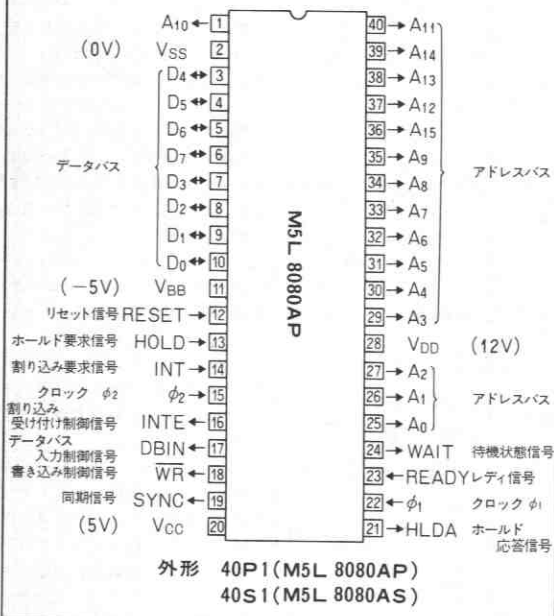 A10 1
(0V) VSS 2
D4 3
D5 4
D6 5
D7 6
データバス D3 7
D2 8
D1 9
D0 10
(-5V) VBB 11
リセット信号 RESET 12
ホールド要求信号 HOLD 13
割り込み要求信号 INT 14
クロック φ2 φ2 15
割り込み
受け付け制御信号 INTE 16
データバス
入力制御信号 DBIN 17
書き込み制御信号 WR 18
同期信号 SYNC 19
(5V) VCC 20
M5L 8080AP
40 A11
39 A14
38 A13
37 A12
36 A15
35 A9
34 A8 アドレスバス
33 A7
32 A6
31 A5
30 A4
29 A3
28 VDD (12V)
27 A2
26 A1 アドレスバス
25 A0
24 WAIT 待機状態信号
23 READY レディ信号
22 φ1 クロック φ1
21 HLDA ホールド
応答信号
外形 40P1(M5L 8080AP)
40S1(M5L 8080AS)